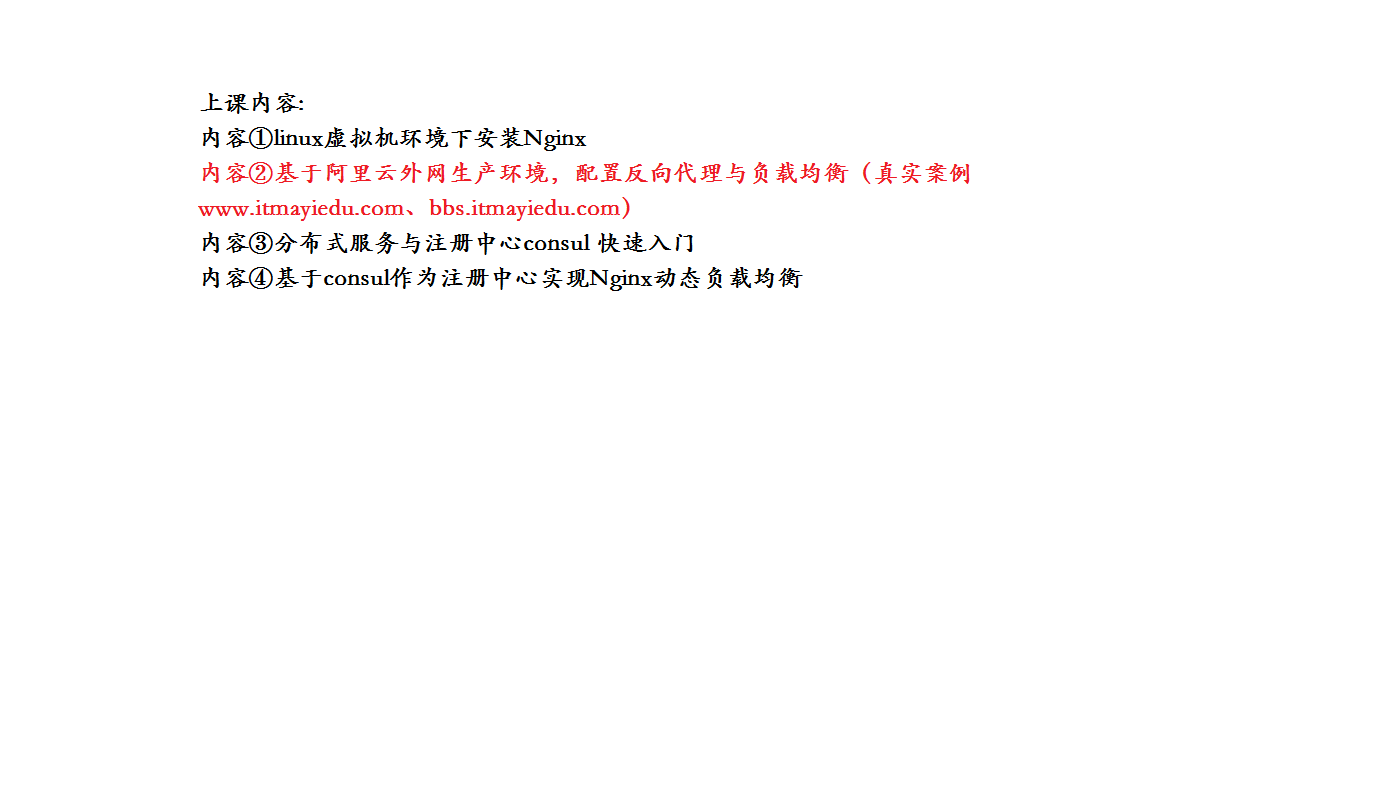 上课内容:
内容①linux虚拟机环境下安装Nginx
内容②基于阿里云外网生产环境，配置反向代理与负载均衡（真实案例
www.itmayiedu.com、bbs.itmayiedu.com）
内容③分布式服务与注册中心consul 快速入门
内容④基于consul作为注册中心实现Nginx动态负载均衡